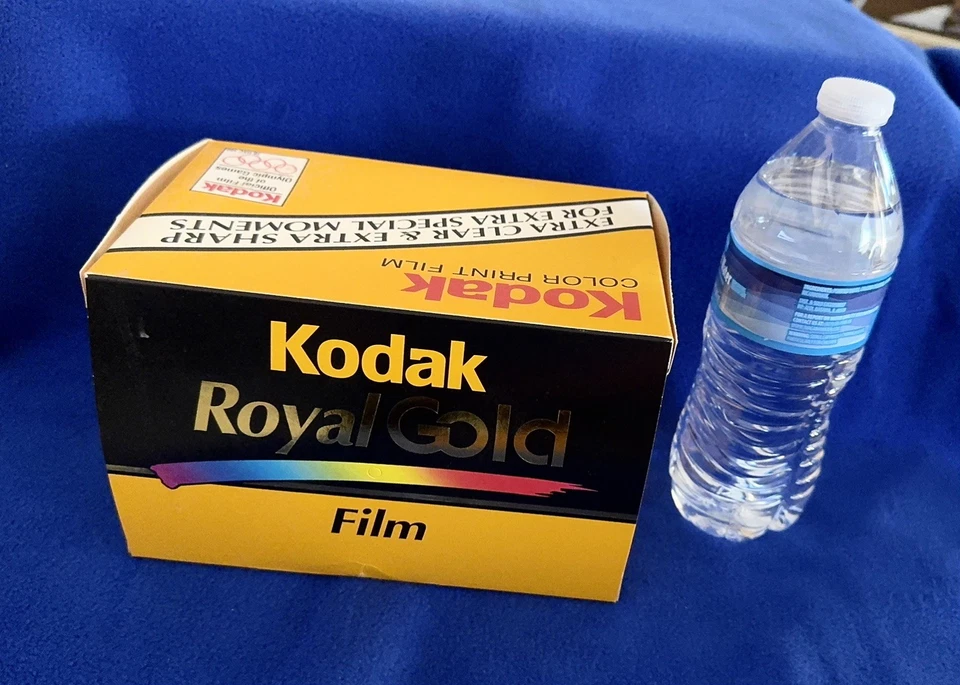 Kodak
Official Film
of the
Olympic Games
EXTRA CLEAR & EXTRA SHARP
FOR EXTRA SPECIAL MOMENTS
Kodak
COLOR PRINT FILM
Kodak
Royal Gold
Film